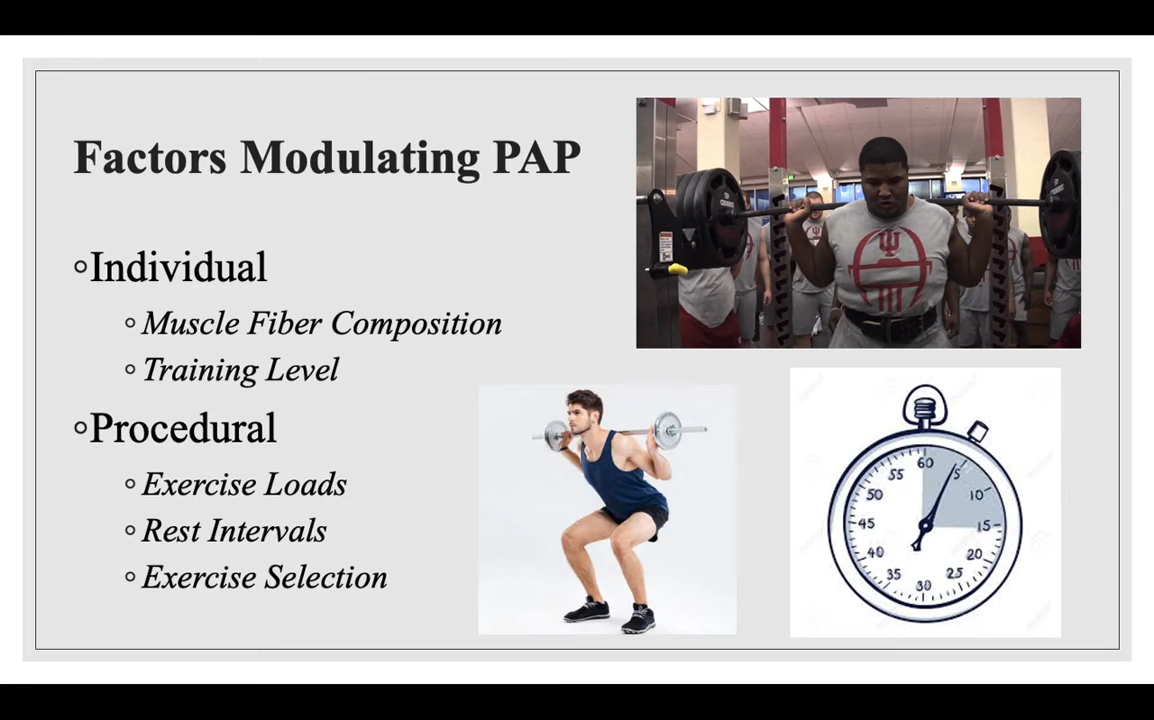 Factors Modulating PAP
◦Individual
◦Muscle Fiber Composition
◦Training Level
◦Procedural
◦Exercise Loads
◦Rest Intervals
◦Exercise Selection
60
5
10
15
20
25
30
35
40
45
50
55